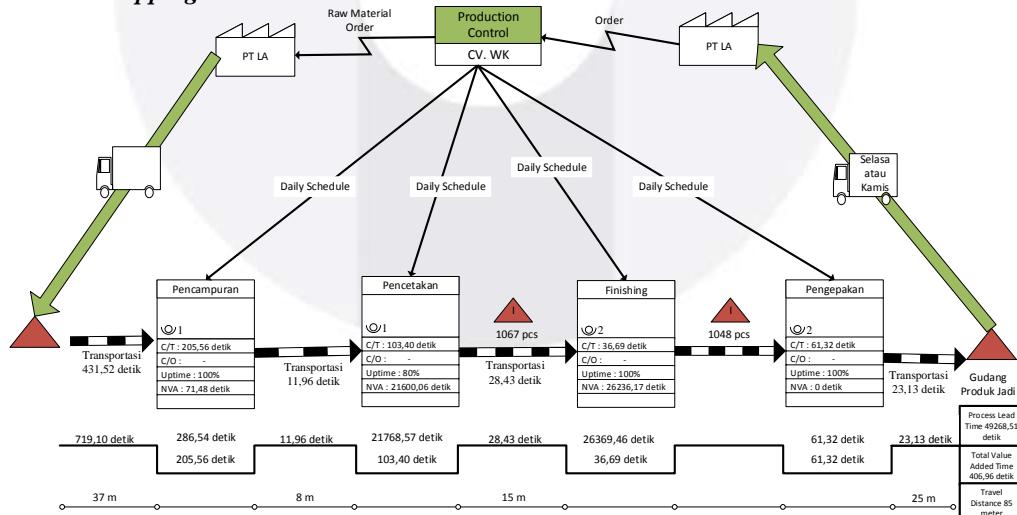 Raw Material
Order
Production
Control
CV. WK
Order
PT LA
PT LA
Selasa
atau
Kamis
Daily Schedule
Daily Schedule
Daily Schedule
Daily Schedule
Pencampuran
1
C/T : 205,56 detik
C/O : -
Uptime : 100%
NVA : 71,48 detik
Pencetakan
1
C/T : 103,40 detik
C/O : -
Uptime : 80%
NVA : 21600,06 detik
I
1067 pcs
Finishing
2
C/T : 36,69 detik
C/O : -
Uptime : 100%
NVA : 26236,17 detik
I
1048 pcs
Pengepakan
2
C/T : 61,32 detik
C/O : -
Uptime : 100%
NVA : 0 detik
Transportasi
431,52 detik
Transportasi
11,96 detik
Transportasi
28,43 detik
Transportasi
23,13 detik
Gudang
Produk Jadi
719,10 detik
286,54 detik
11,96 detik
21768,57 detik
28,43 detik
26369,46 detik
61,32 detik
23,13 detik
205,56 detik
103,40 detik
36,69 detik
61,32 detik
Process Lead
Time 49268,51
detik
Total Value
Added Time
406,96 detik
Travel
Distance 85
meter
37 m
8 m
15 m
25 m